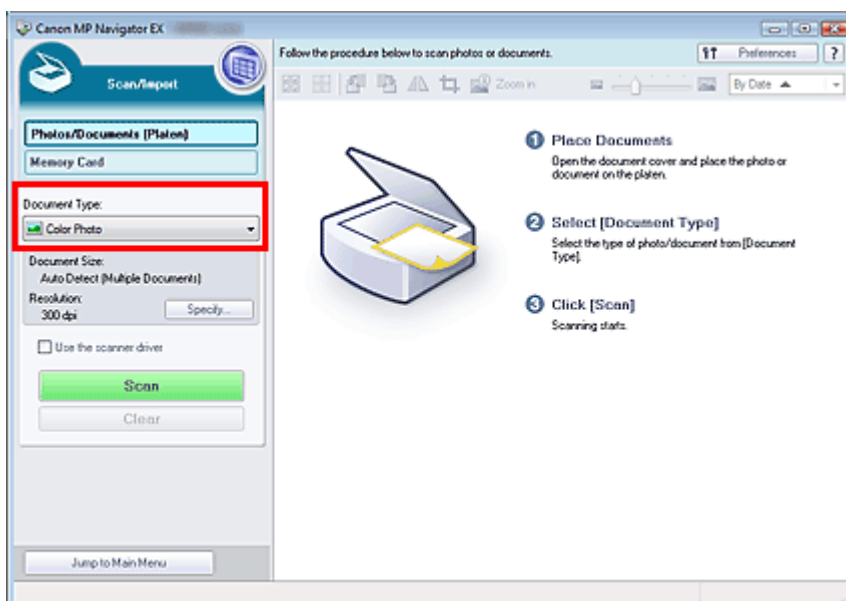 Canon MP Navigator EX
Scan/Import
Photos/Documents (Platen)
Memory Card
Document Type:
Color Photo
Document Size:
Auto Detect (Multiple Documents)
Resolution:
300 dpi
Specify...
Use the scanner driver
Scan
Clear
Jump to Main Menu
Follow the procedure below to scan photos or documents.
Preferences
?
Zoom in
By Date
1 Place Documents
Open the document cover and place the photo or
document on the platen.
2 Select [Document Type]
Select the type of photo/document from [Document
Type].
3 Click [Scan]
Scanning starts.